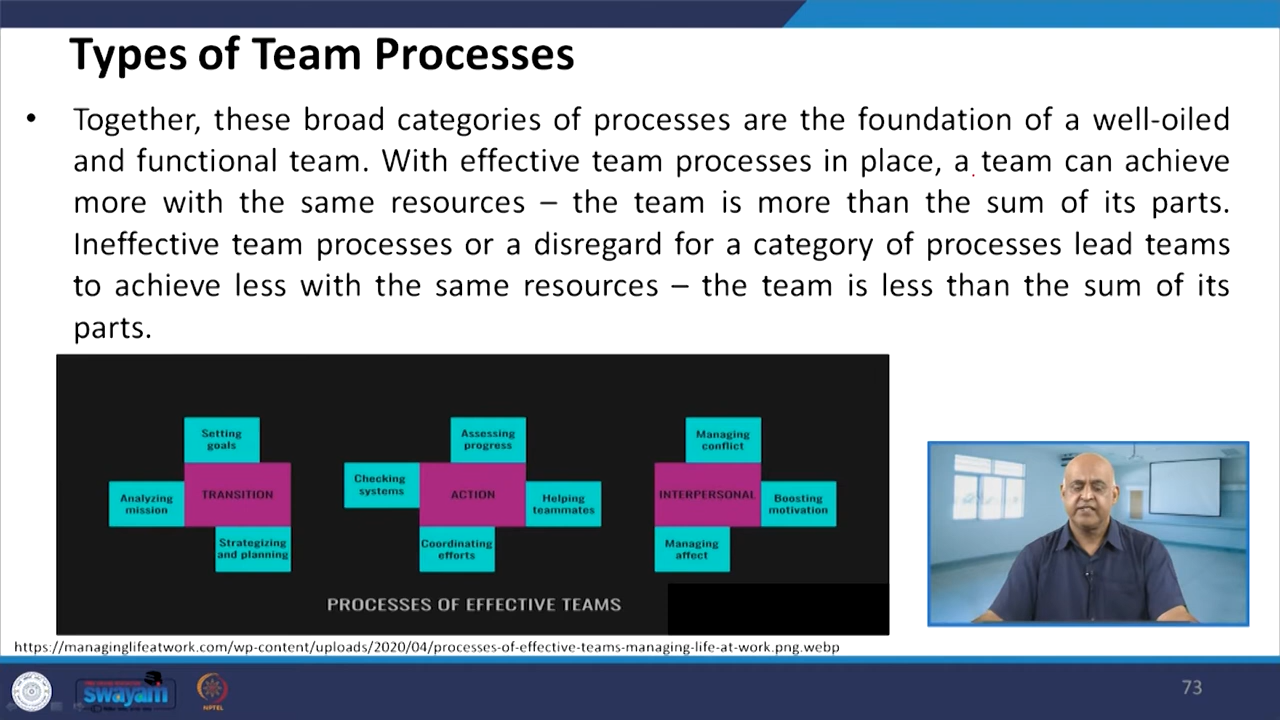 Types of Team Processes
• Together, these broad categories of processes are the foundation of a well-oiled
and functional team. With effective team processes in place, a team can achieve
more with the same resources – the team is more than the sum of its parts.
Ineffective team processes or a disregard for a category of processes lead teams
to achieve less with the same resources – the team is less than the sum of its
parts.
Setting
goals
Analyzing
mission
TRANSITION
Strategizing
and planning
Assessing
progress
Checking
systems
ACTION
Helping
teammates
Coordinating
efforts
Managing
conflict
INTERPERSONAL
Boosting
motivation
Managing
affect
PROCESSES OF EFFECTIVE TEAMS
https://managinglifeatwork.com/wp-content/uploads/2020/04/processes-of-effective-teams-managing-life-at-work.png.webp
swayam
NPTEL
73